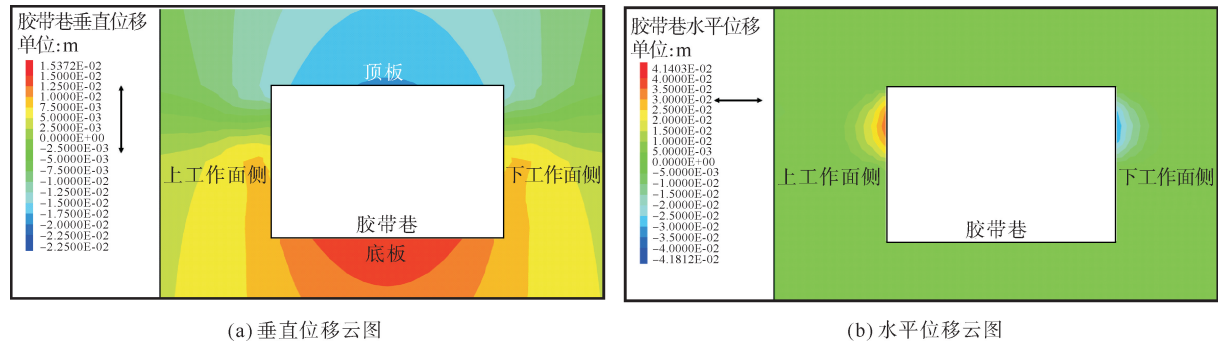 胶带巷垂直位移
单位:m
1.5372E-02
1.5000E-02
1.2500E-02
1.0000E-02
7.5000E-03
5.0000E-03
2.5000E-03
0.0000E+00
-2.5000E-03
-5.0000E-03
-7.5000E-03
-1.0000E-02
-1.2500E-02
-1.5000E-02
-1.7500E-02
-2.0000E-02
-2.2500E-02
顶板
上工作面侧
下工作面侧
胶带巷
底板
(a) 垂直位移云图
胶带巷水平位移
单位:m
4.1403E-02
4.0000E-02
3.5000E-02
3.0000E-02
2.5000E-02
2.0000E-02
1.5000E-02
1.0000E-02
5.0000E-03
0.0000E+00
-5.0000E-03
-1.0000E-02
-1.5000E-02
-2.0000E-02
-2.5000E-02
-3.0000E-02
-3.5000E-02
-4.0000E-02
-4.1812E-02
上工作面侧
下工作面侧
胶带巷
(b) 水平位移云图